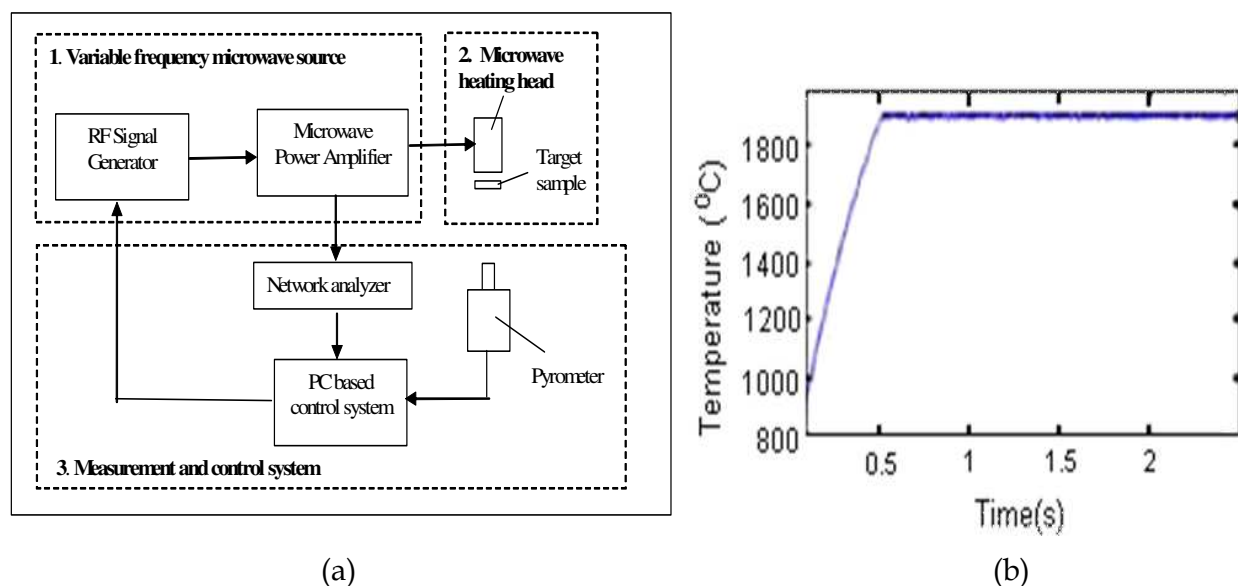 1. Variable frequency microwave source
2. Microwave
heating head
RF Signal
Generator
Microwave
Power Amplifier
Target
sample
Network analyzer
PC based
control system
Pyrometer
3. Measurement and control system
(a)
Temperature (⁰C)
1800
1600
1400
1200
1000
800
0.5
1
1.5
2
Time(s)
(b)